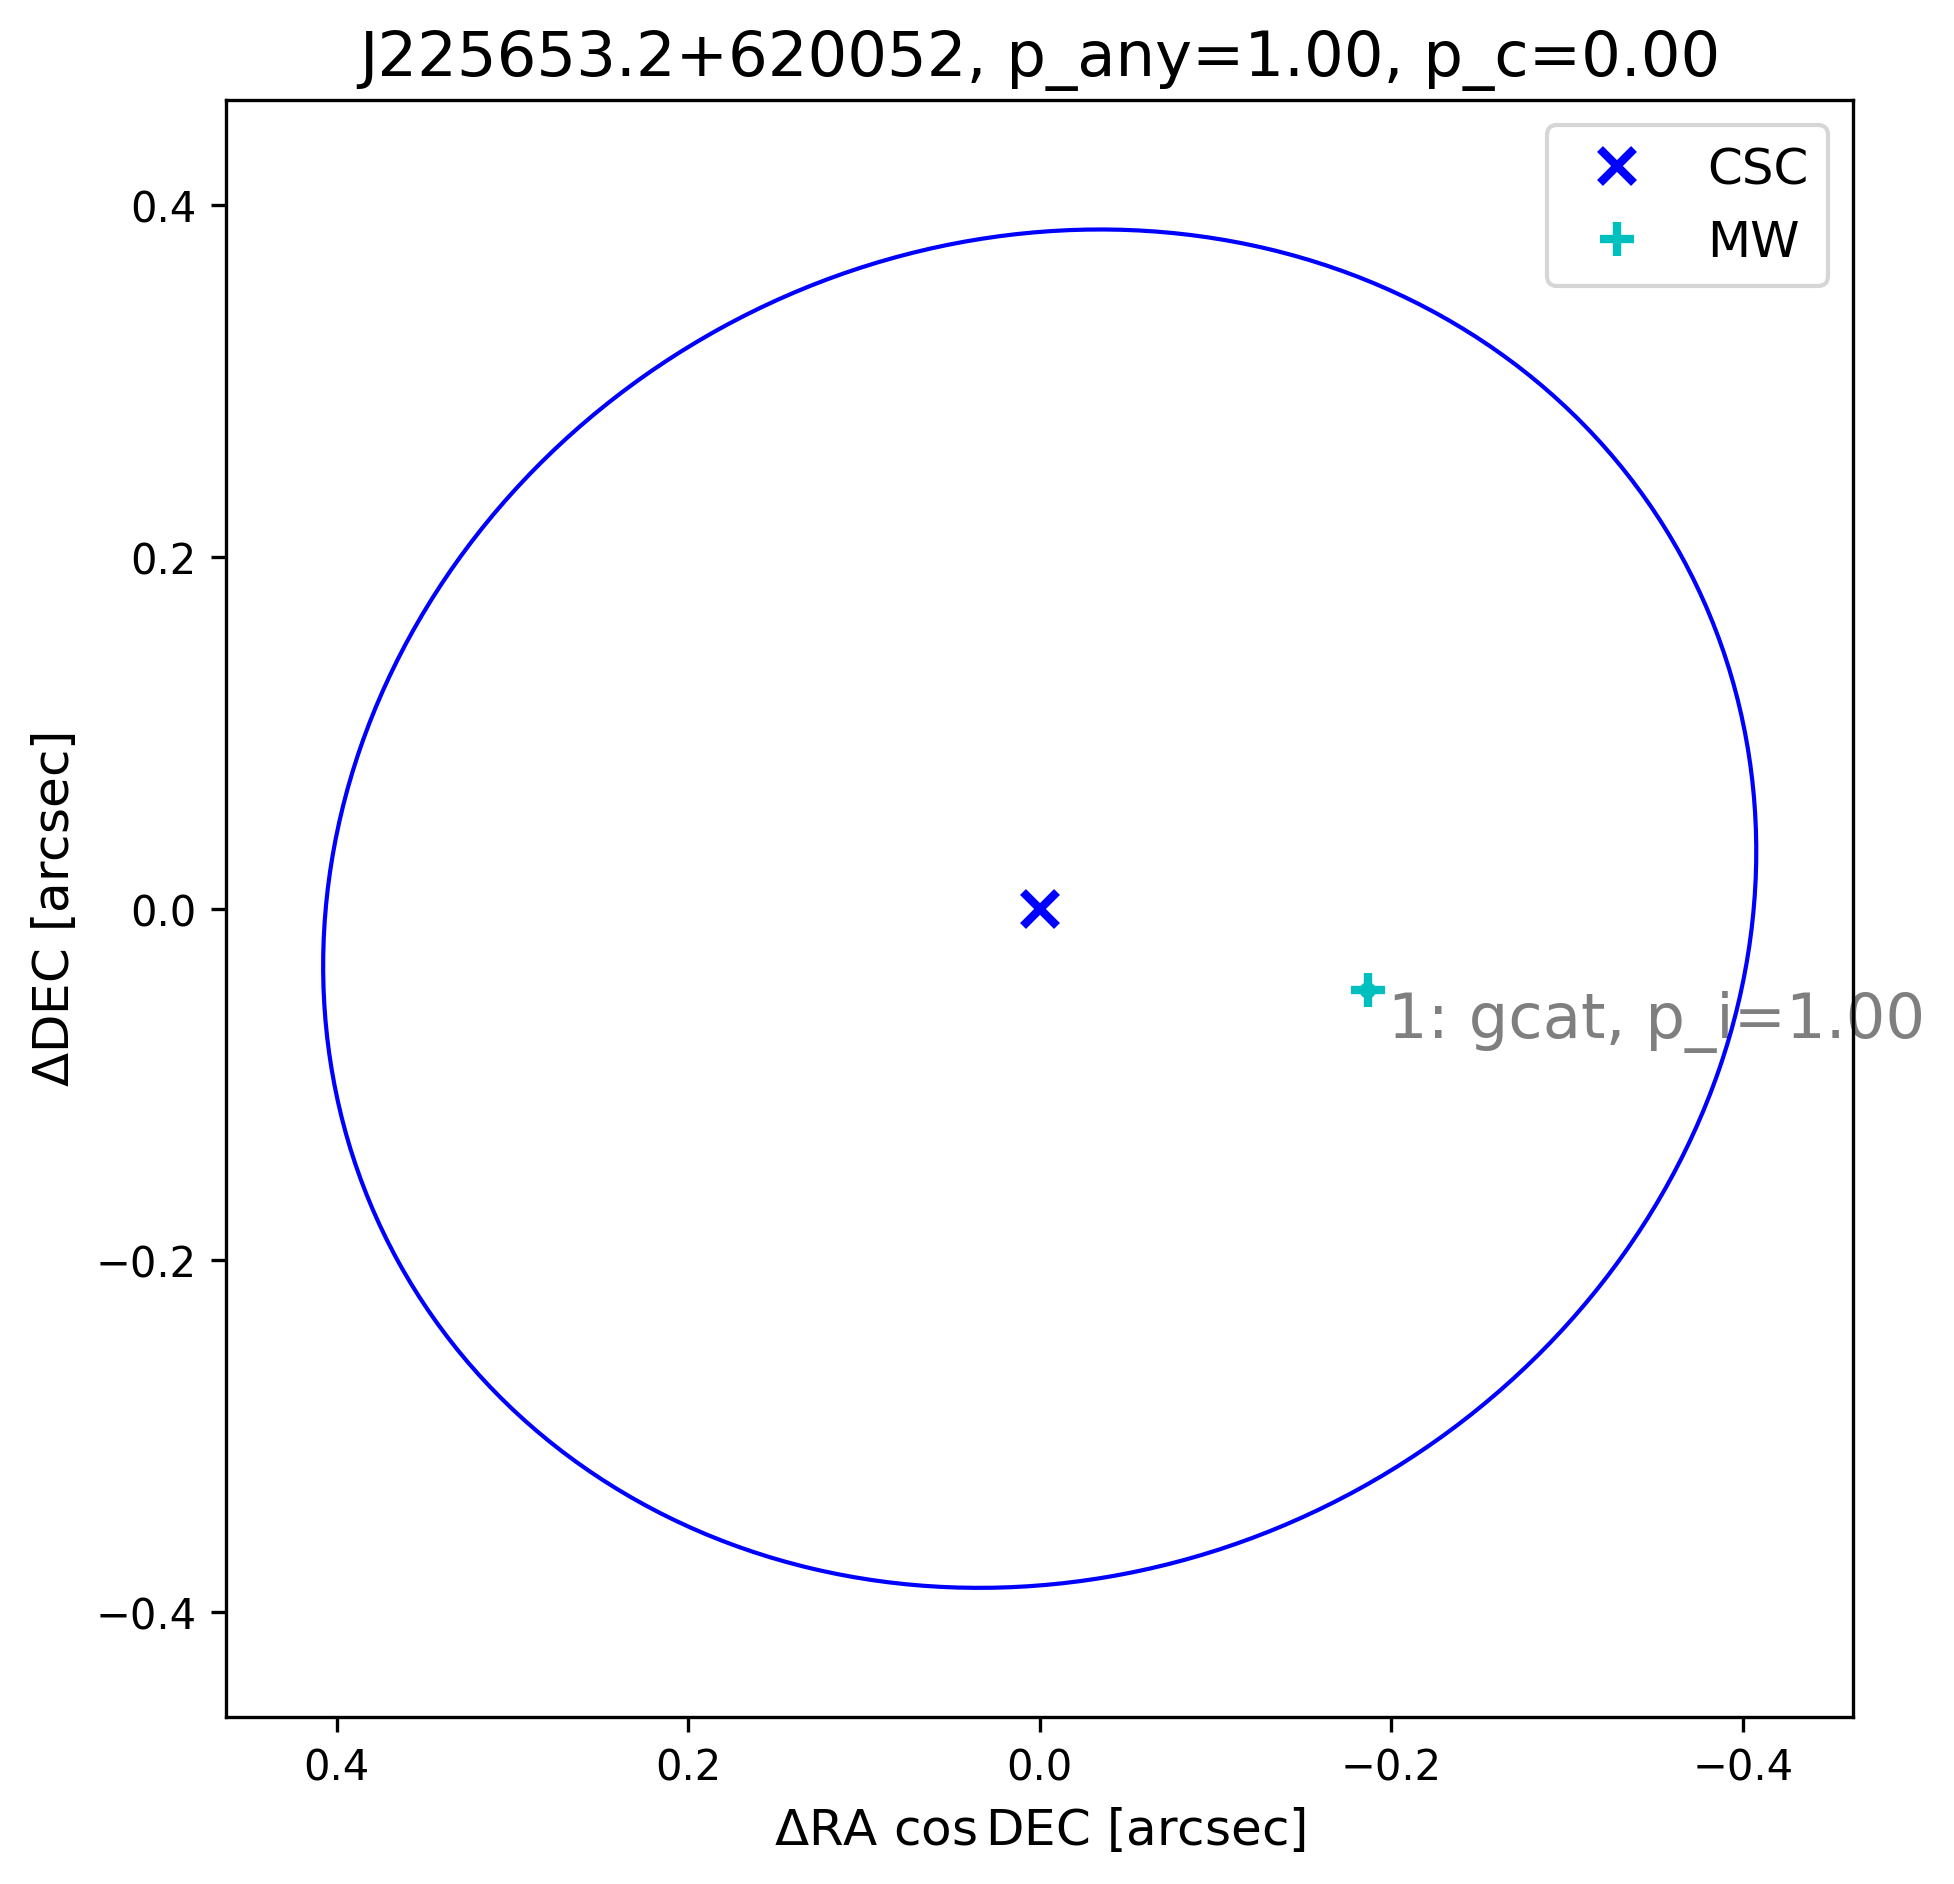 J225653.2+620052, p_any=1.00, p_c=0.00
CSC
MW
0.4
0.2
0.0
−0.2
−0.4
ΔDEC [arcsec]
1: gcat, p_i=1.00
0.4
0.2
0.0
−0.2
−0.4
ΔRA cos DEC [arcsec]